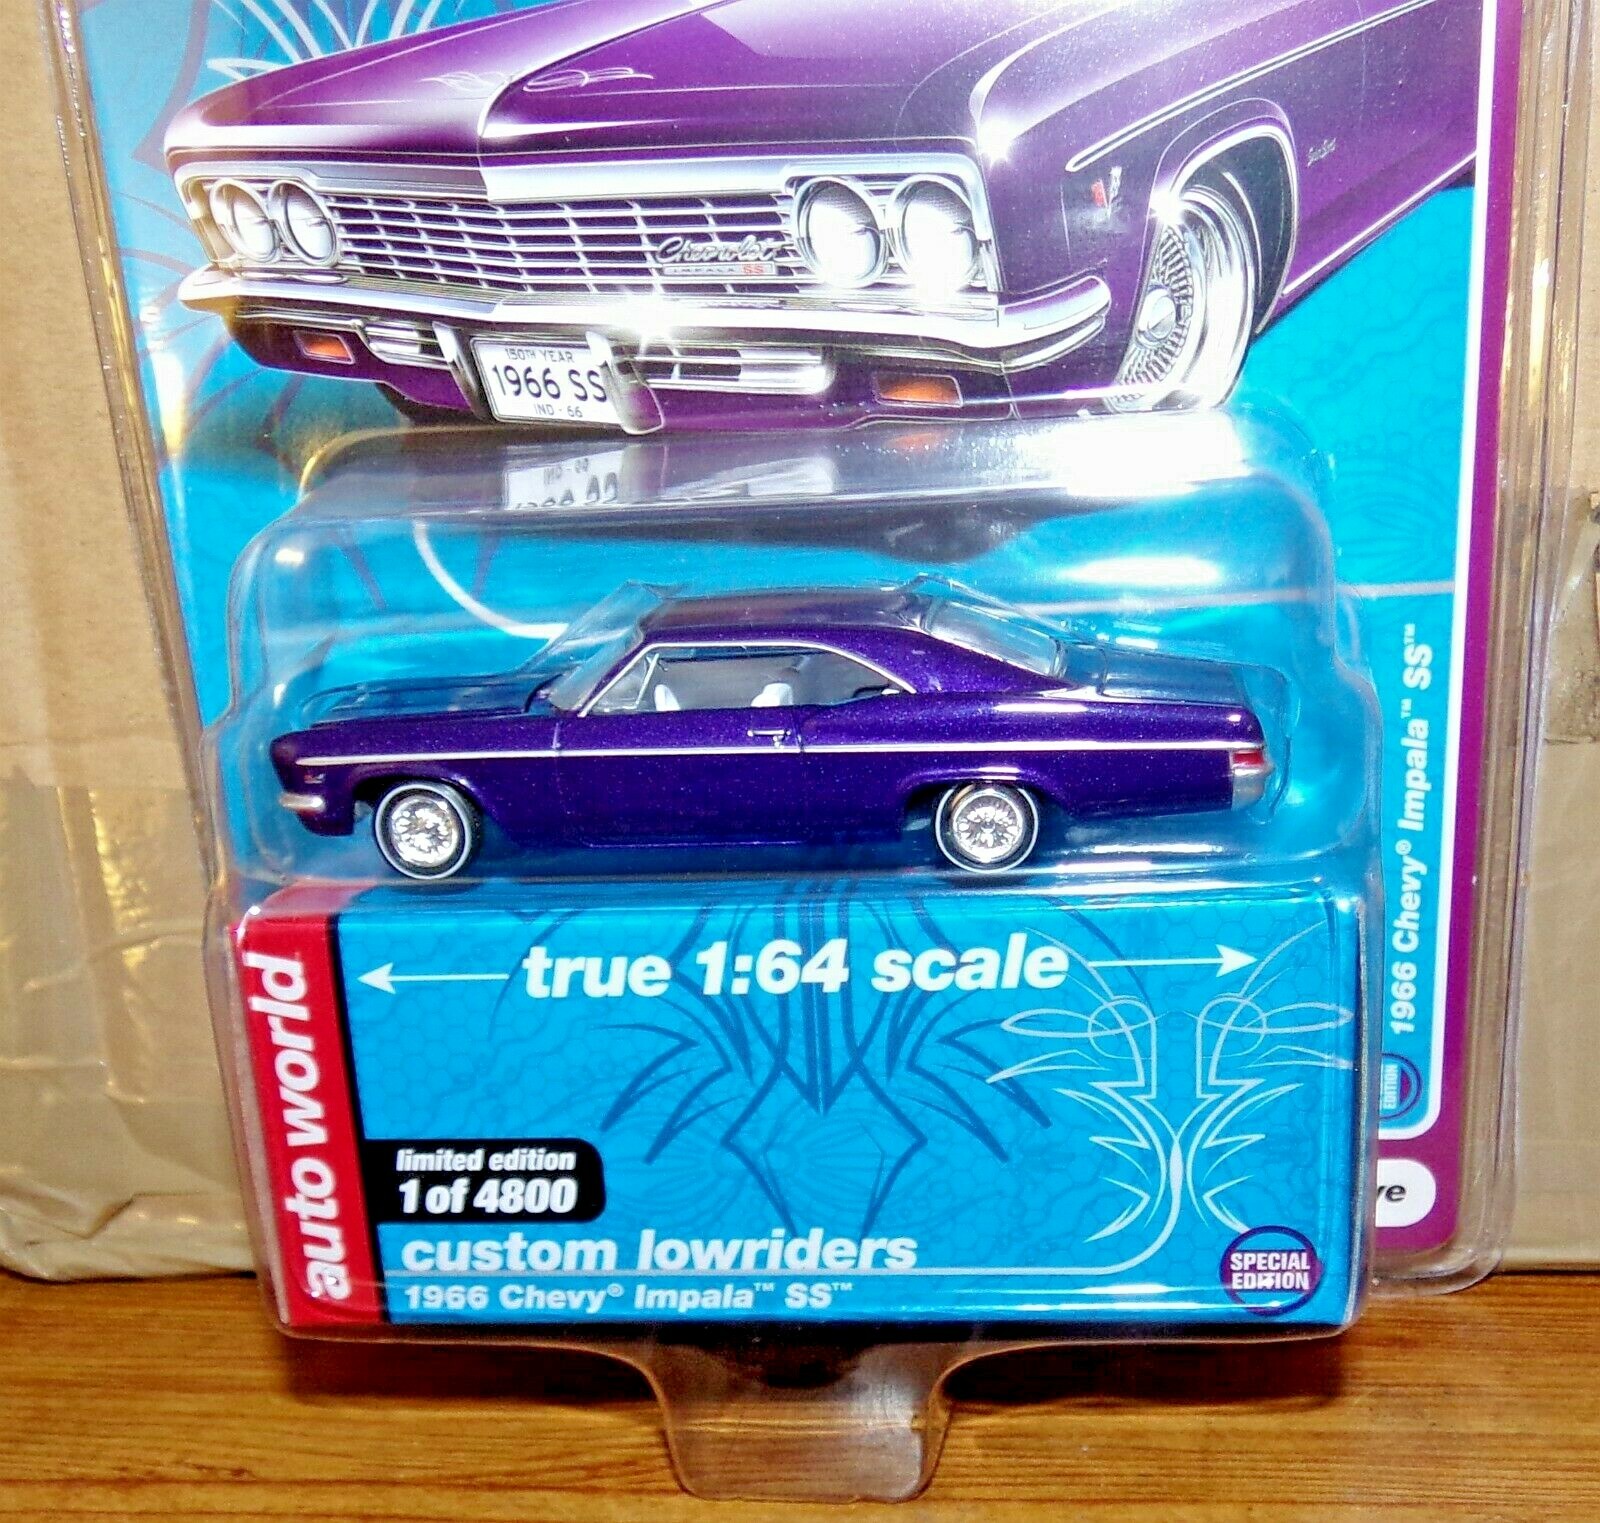 Chevrolet
IMPALA SS
150TH YEAR
1966 SS
IND - 66
1966 Chevy® Impala™ SS™
EDITION
true 1:64 scale
auto world
limited edition
1 of 4800
custom lowriders
1966 Chevy® Impala™ SS™
SPECIAL
EDITION